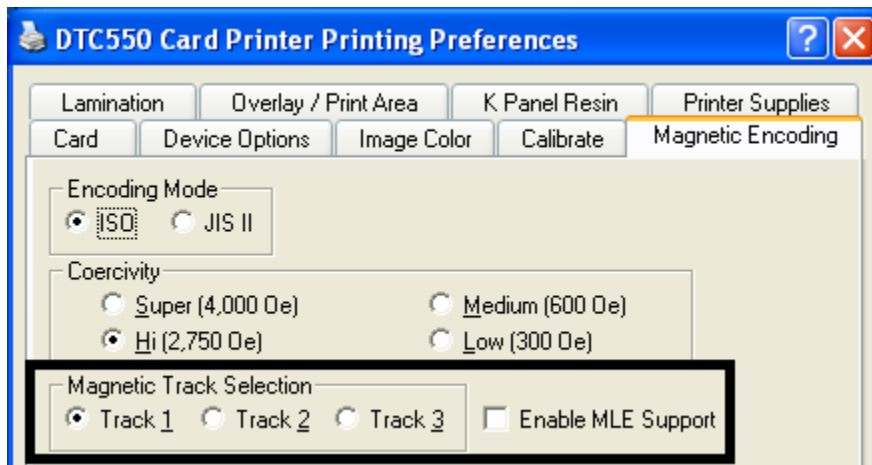 DTC550 Card Printer Printing Preferences
Lamination Overlay / Print Area K Panel Resin Printer Supplies
Card Device Options Image Color Calibrate Magnetic Encoding
Encoding Mode
ISO JIS II
Coercivity
Super (4,000 Oe) Medium (600 Oe)
Hi (2,750 Oe) Low (300 Oe)
Magnetic Track Selection
Track 1 Track 2 Track 3 Enable MLE Support